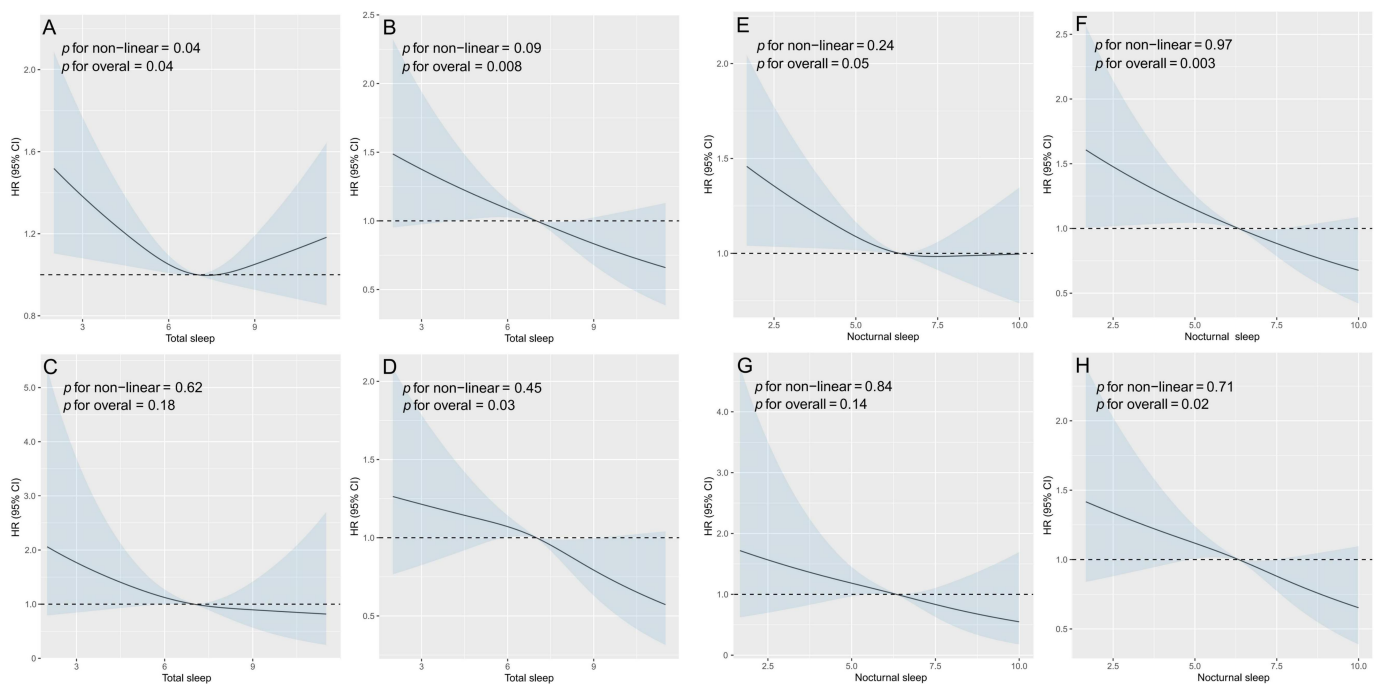 A
p for non-linear = 0.04
p for overal = 0.04
HR (95% CI)
2.0
1.6
1.2
0.8
3
6
9
Total sleep
B
p for non-linear = 0.09
p for overal = 0.008
HR (95% CI)
2.5
2.0
1.5
1.0
0.5
3
6
9
Total sleep
E
p for non-linear = 0.24
p for overall = 0.05
HR (95% CI)
2.0
1.5
1.0
2.5
5.0
7.5
10.0
Nocturnal sleep
F
p for non-linear = 0.97
p for overall = 0.003
HR (95% CI)
2.5
2.0
1.5
1.0
0.5
2.5
5.0
7.5
10.0
Nocturnal sleep
C
p for non-linear = 0.62
p for overal = 0.18
HR (95% CI)
5.0
4.0
3.0
2.0
1.0
0
3
6
9
Total sleep
D
p for non-linear = 0.45
p for overal = 0.03
HR (95% CI)
2.0
1.5
1.0
0.5
3
6
9
Total sleep
G
p for non-linear = 0.84
p for overall = 0.14
HR (95% CI)
4.0
3.0
2.0
1.0
0
2.5
5.0
7.5
10.0
Nocturnal sleep
H
p for non-linear = 0.71
p for overall = 0.02
HR (95% CI)
2.0
1.5
1.0
0.5
2.5
5.0
7.5
10.0
Nocturnal sleep